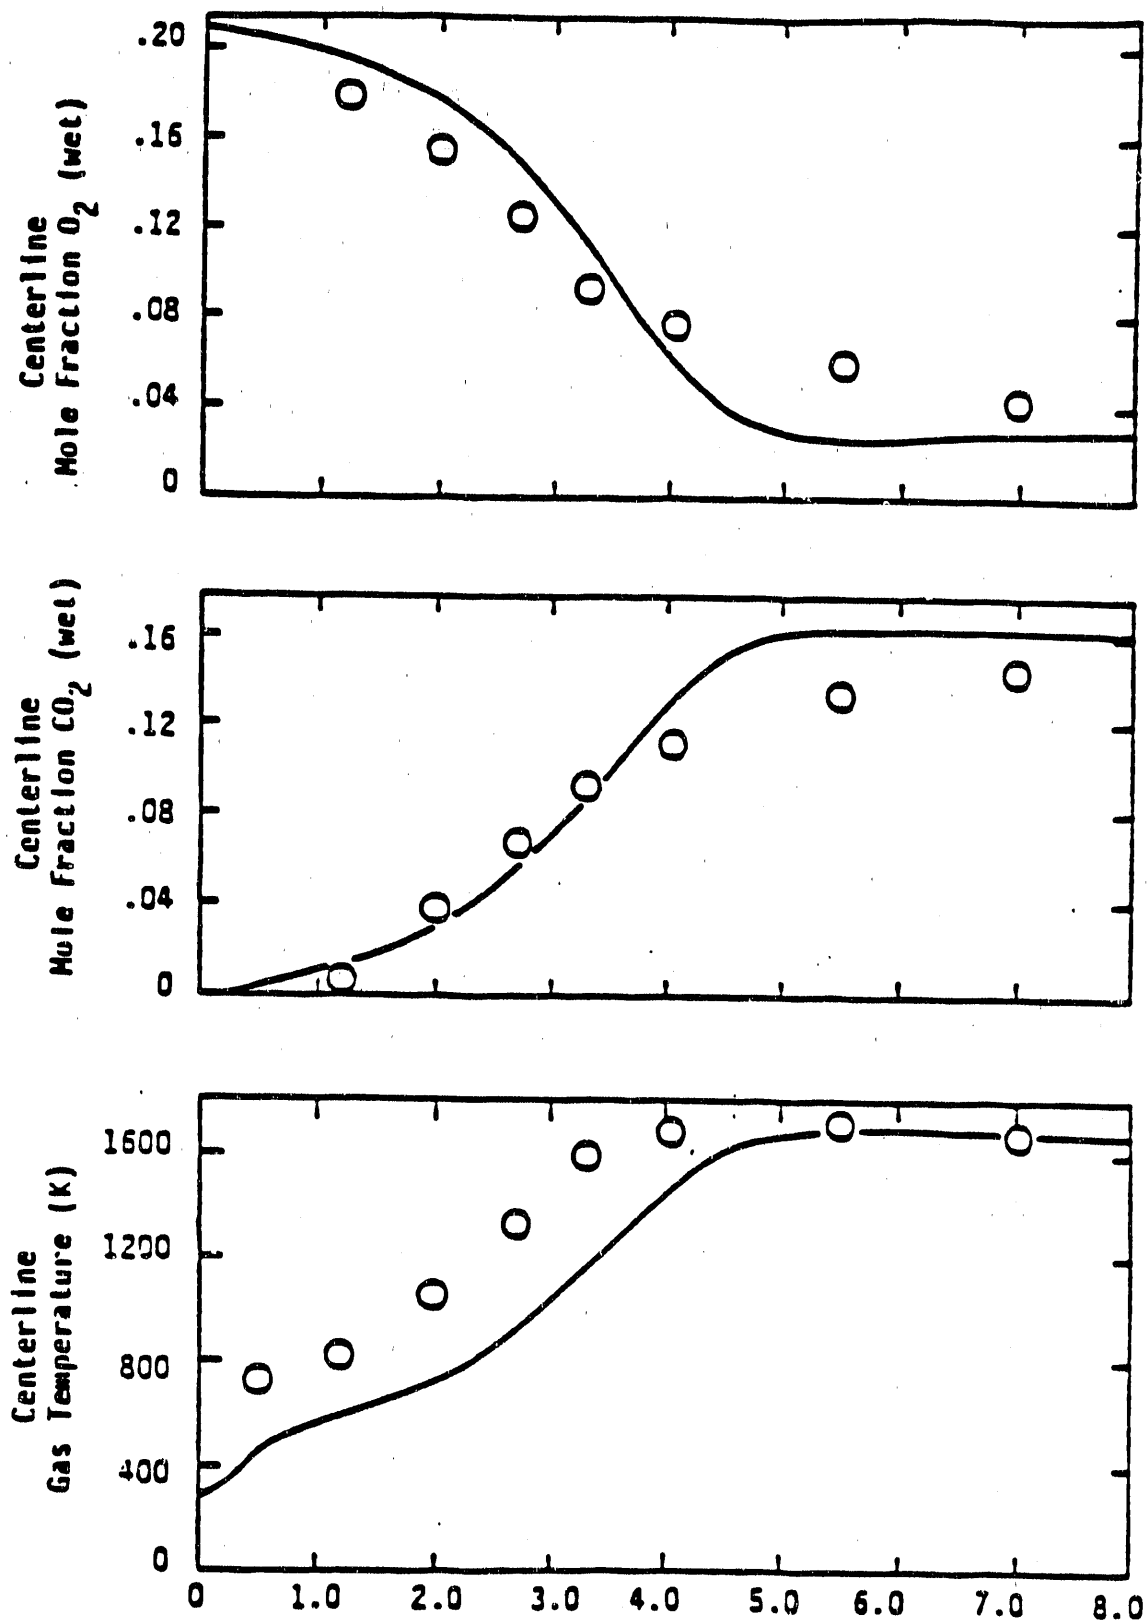 Centerline
Mole Fraction O2 (wet)
.20
.16
.12
.08
.04
0
Centerline
Mole Fraction CO2 (wet)
.16
.12
.08
.04
0
Centerline
Gas Temperature (K)
1600
1200
800
400
0
0 1.0 2.0 3.0 4.0 5.0 6.0 7.0 8.0